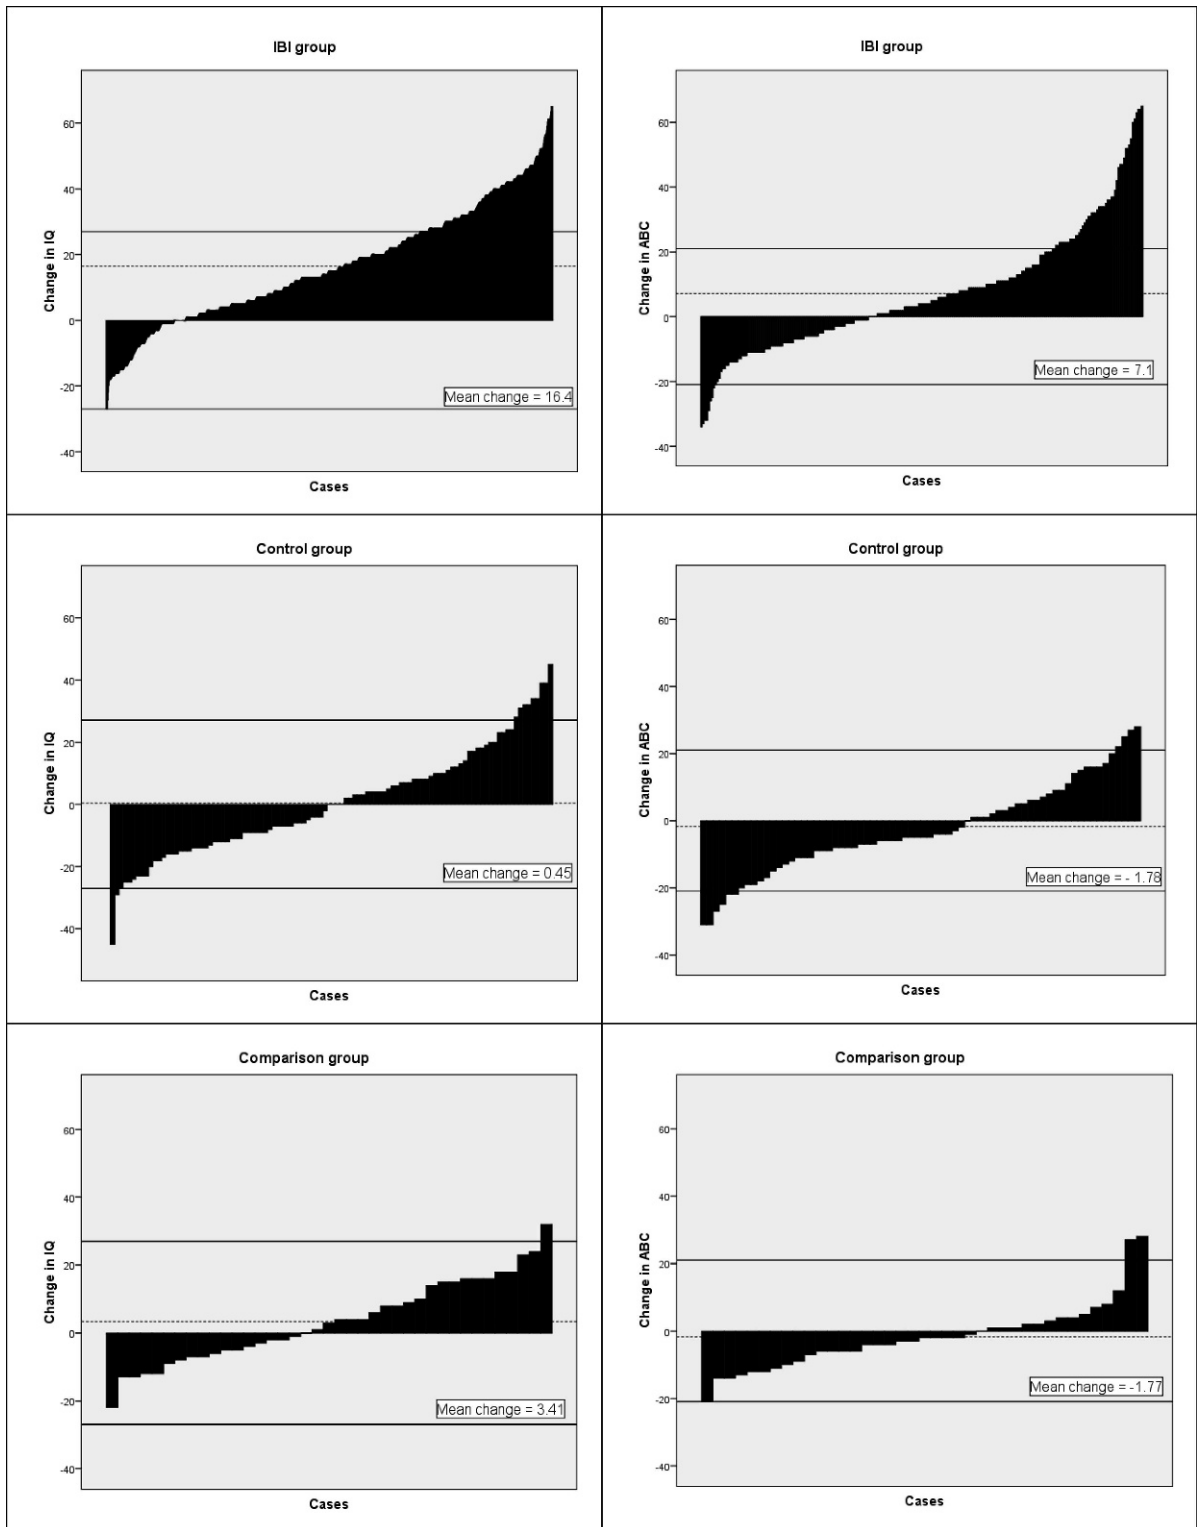 IBI group
60
40
20
0
-20
-40
Change in IQ
Mean change = 16.4
Cases
IBI group
60
40
20
0
-20
-40
Change in ABC
Mean change = 7.1
Cases
Control group
60
40
20
0
-20
-40
Change in IQ
Mean change = 0.45
Cases
Control group
60
40
20
0
-20
-40
Change in ABC
Mean change = - 1.78
Cases
Comparison group
60
40
20
0
-20
-40
Change in IQ
Mean change = 3.41
Cases
Comparison group
60
40
20
0
-20
-40
Change in ABC
Mean change = -1.77
Cases